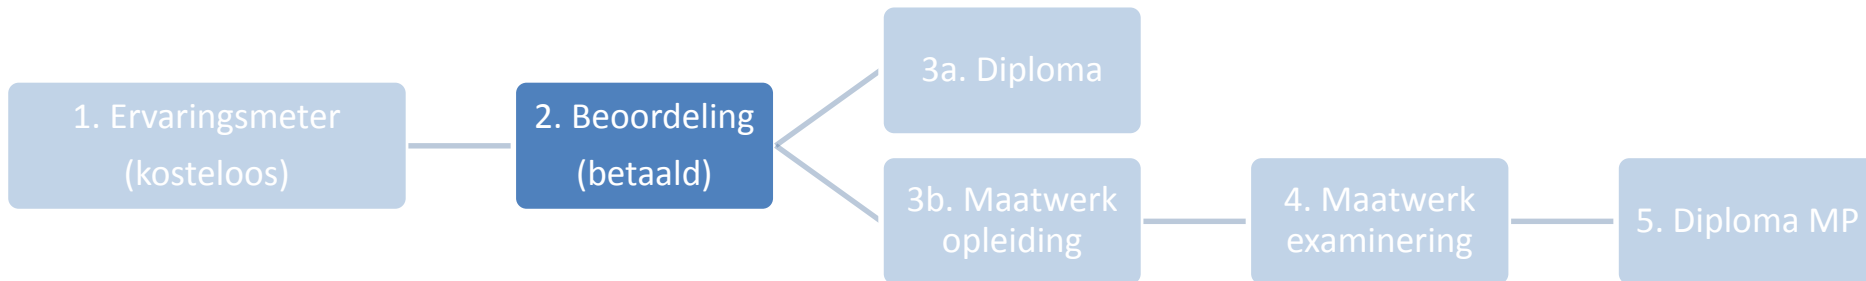 1. Ervaringsmeter
(kosteloos)
2. Beoordeling
(betaald)
3a. Diploma
3b. Maatwerk
opleiding
4. Maatwerk
examinering
5. Diploma MP